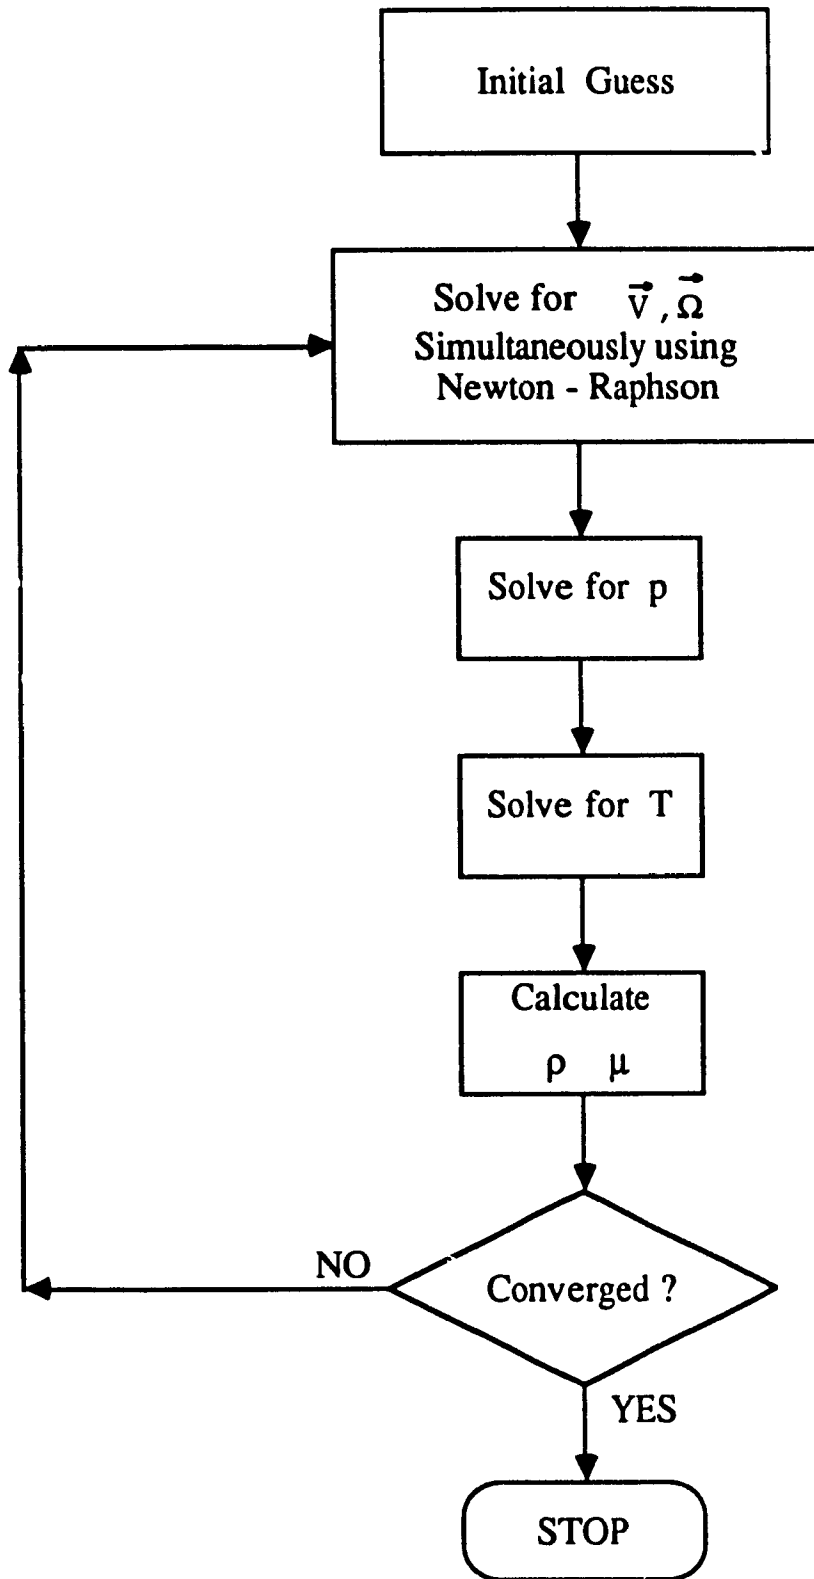 Initial Guess
Solve for V⃗, Ω⃗
Simultaneously using
Newton - Raphson
Solve for p
Solve for T
Calculate
ρ μ
NO
Converged ?
YES
STOP